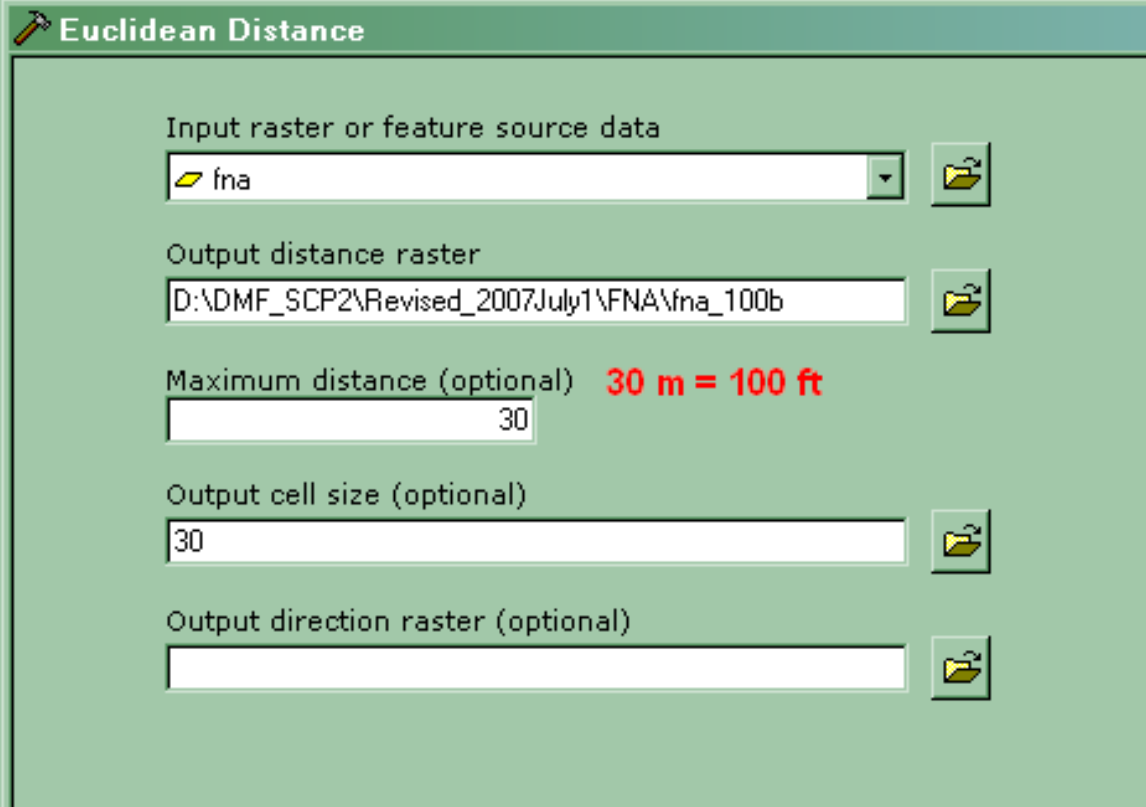 Euclidean Distance
Input raster or feature source data
fna
Output distance raster
D:\DMF_SCP2\Revised_2007July1\FNA\fna_100b
Maximum distance (optional) 30 m = 100 ft
30
Output cell size (optional)
30
Output direction raster (optional)